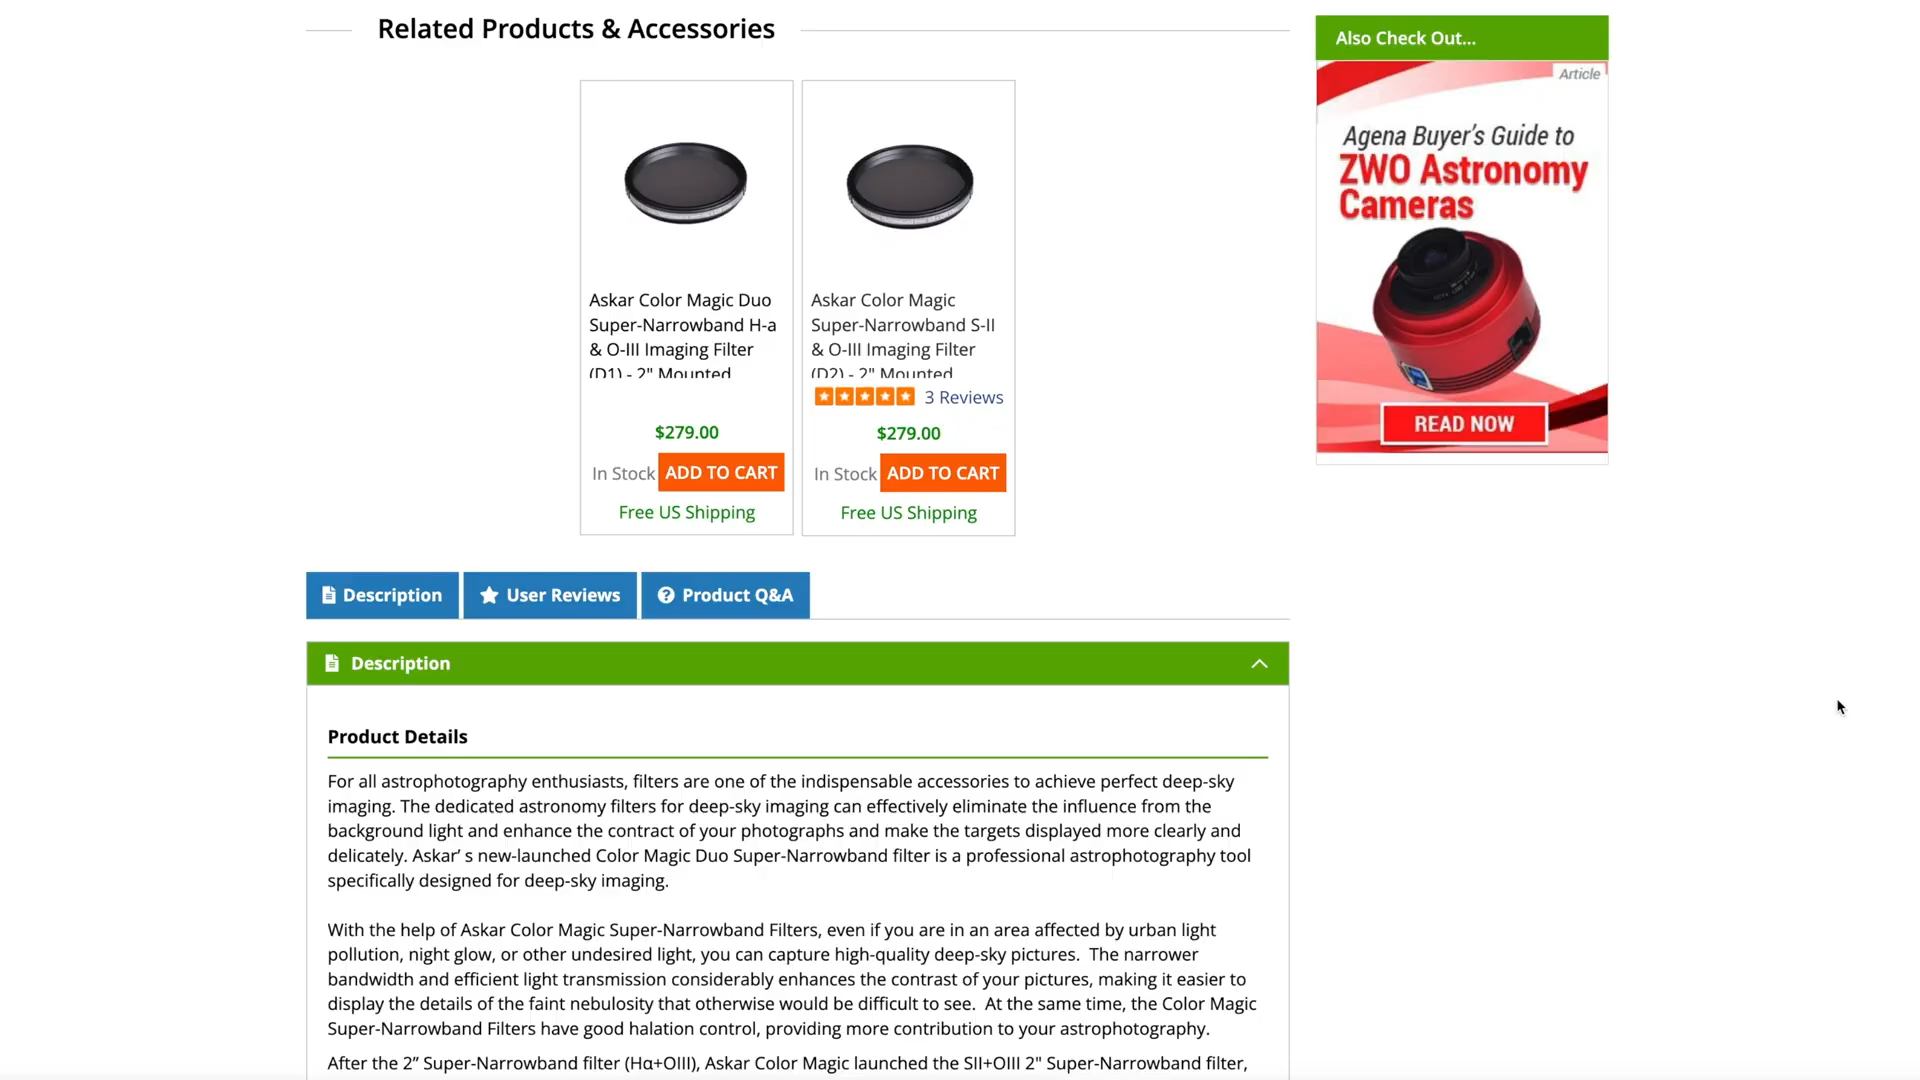 Related Products & Accessories
Also Check Out...
Article
Agena Buyer's Guide to
ZWO Astronomy
Cameras
READ NOW
Askar Color Magic Duo
Super-Narrowband H-a
& O-III Imaging Filter
(D1) - 2" Mounted
$279.00
In Stock ADD TO CART
Free US Shipping
Askar Color Magic
Super-Narrowband S-II
& O-III Imaging Filter
(D2) - 2" Mounted
3 Reviews
$279.00
In Stock ADD TO CART
Free US Shipping
Description
User Reviews
Product Q&A
Description
Product Details
For all astrophotography enthusiasts, filters are one of the indispensable accessories to achieve perfect deep-sky
imaging. The dedicated astronomy filters for deep-sky imaging can effectively eliminate the influence from the
background light and enhance the contract of your photographs and make the targets displayed more clearly and
delicately. Askar’ s new-launched Color Magic Duo Super-Narrowband filter is a professional astrophotography tool
specifically designed for deep-sky imaging.
With the help of Askar Color Magic Super-Narrowband Filters, even if you are in an area affected by urban light
pollution, night glow, or other undesired light, you can capture high-quality deep-sky pictures.  The narrower
bandwidth and efficient light transmission considerably enhances the contrast of your pictures, making it easier to
display the details of the faint nebulosity that otherwise would be difficult to see.  At the same time, the Color Magic
Super-Narrowband Filters have good halation control, providing more contribution to your astrophotography.
After the 2” Super-Narrowband filter (Hα+OIII), Askar Color Magic launched the SII+OIII 2" Super-Narrowband filter,